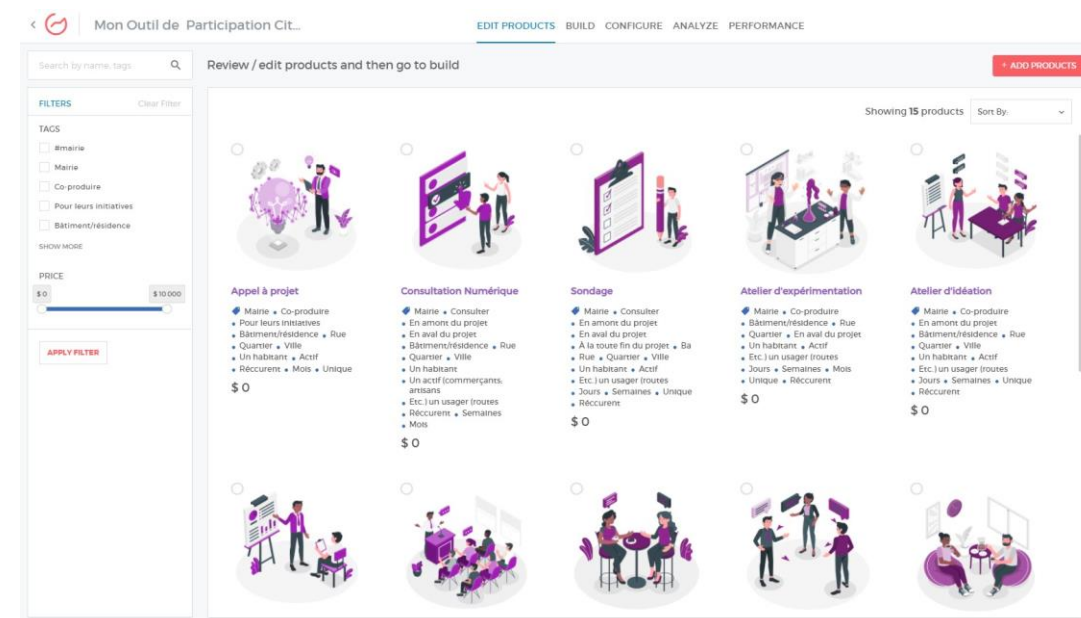 Mon Outil de Participation Cit...
EDIT PRODUCTS BUILD CONFIGURE ANALYZE PERFORMANCE
Search by name, tags
Review / edit products and then go to build
+ ADD PRODUCTS
FILTERS Clear Filter
TAGS
#mairie
Mairie
Co-produire
Pour leurs initiatives
Bâtiment/résidence
SHOW MORE
PRICE
$ 0 $ 10 000
APPLY FILTER
Showing 15 products Sort By:
Appel à projet
Mairie • Co-produire
• Pour leurs initiatives
• Bâtiment/résidence • Rue
• Quartier • Ville
• Un habitant • Actif
• Réccurent • Mois • Unique
$ 0
Consultation Numérique
Mairie • Consulter
• En amont du projet
• En aval du projet
• Bâtiment/résidence • Rue
• Quartier • Ville
• Un habitant
• Un actif (commerçants,
artisans
• Etc.) un usager (routes
• Réccurent • Semaines
• Mois
$ 0
Sondage
Mairie • Consulter
• En amont du projet
• En aval du projet
• À la toute fin du projet • Ba
• Rue • Quartier • Ville
• Un habitant • Actif
• Etc.) un usager (routes
• Jours • Semaines • Unique
• Réccurent
$ 0
Atelier d'expérimentation
Mairie • Co-produire
• Bâtiment/résidence • Rue
• Quartier • En aval du projet
• Un habitant • Actif
• Etc.) un usager (routes
• Jours • Semaines • Mois
• Unique • Réccurent
$ 0
Atelier d'idéation
Mairie • Co-produire
• En amont du projet
• Bâtiment/résidence • Rue
• Quartier • Ville
• Un habitant • Actif
• Etc.) un usager (routes
• Jours • Semaines • Unique
• Réccurent
$ 0